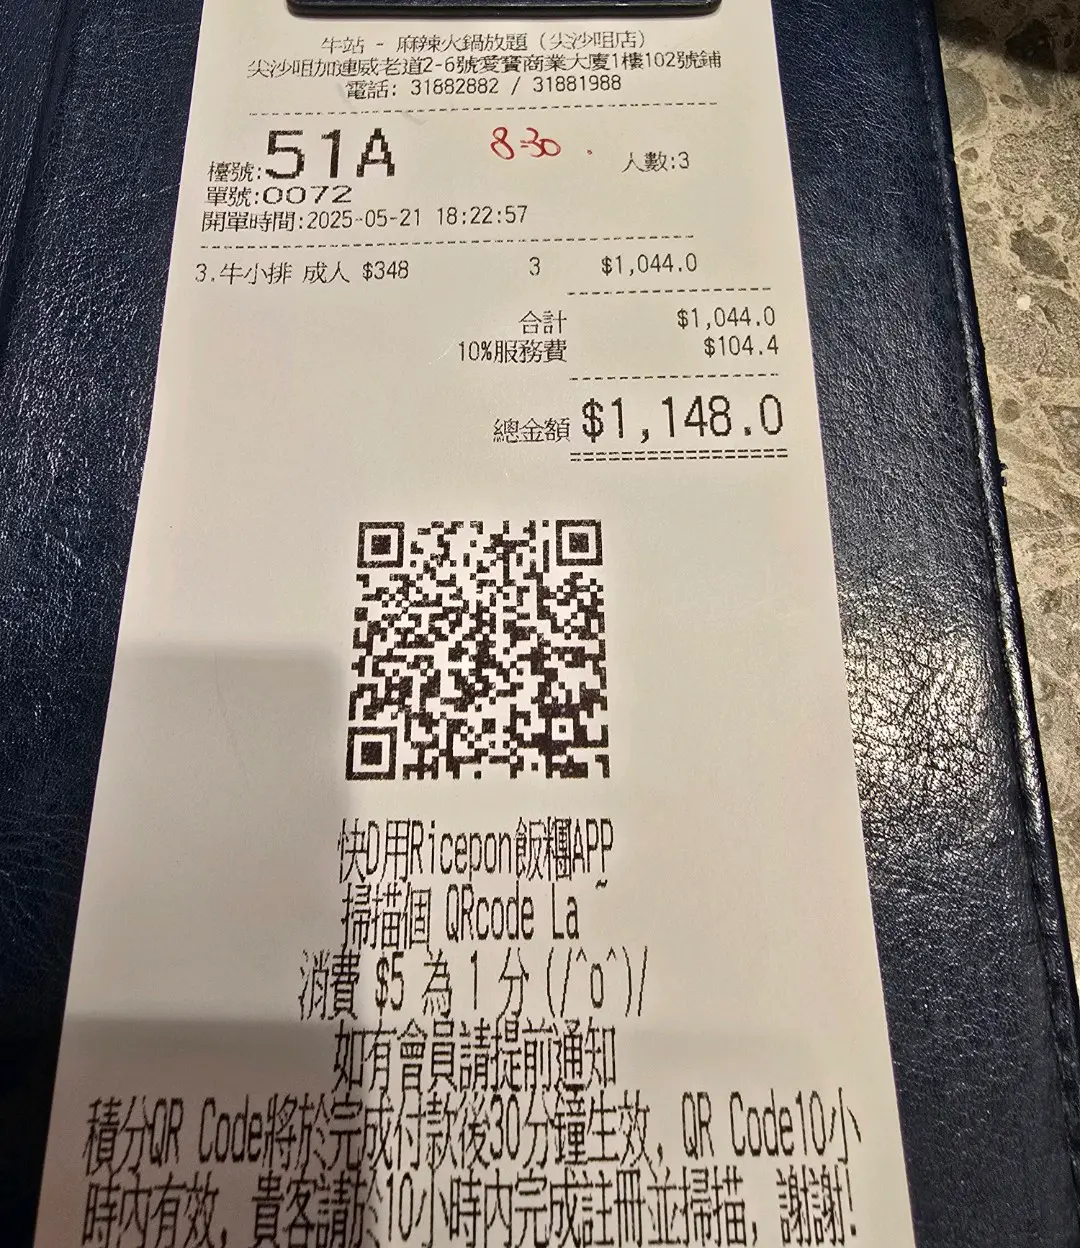 牛站 - 麻辣火鍋放題 (尖沙咀店)
尖沙咀加連威老道2-6號愛賓商業大廈1樓102號鋪
電話: 31882882 / 31881988
檯號:51A 8:30 . 人數:3
單號:0072
開單時間:2025-05-21 18:22:57
3.牛小排 成人 $348 3 $1,044.0
合計 $1,044.0
10%服務費 $104.4
總金額 $1,148.0
快D用Ricepon飯糰APP
掃描個 QRcode La~
消費 $5 為 1 分 (/^o^)/
如有會員請提前通知
積分QR Code將於完成付款後30分鐘生效, QR Code10小
時內有效, 貴客請於10小時內完成註冊並掃描, 謝謝!